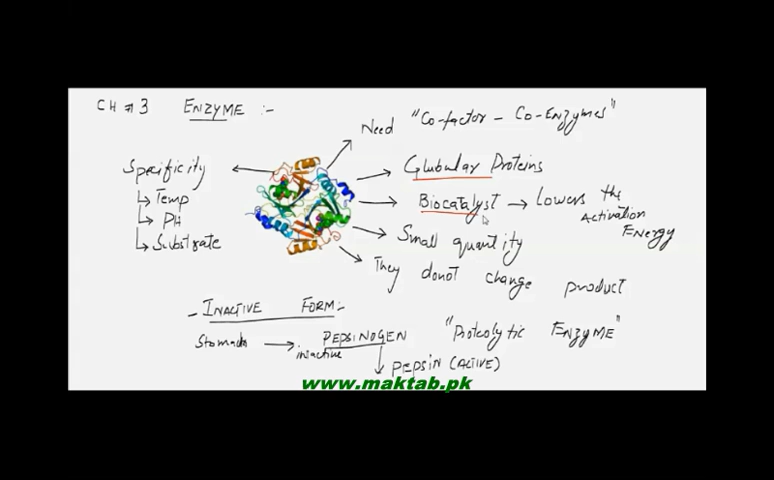 CH # 3 ENZYME :-
Need "Co-factor - Co-Enzymes"
Specificity
Temp
PH
Substrate
Globular Proteins
Biocatalyst → Lowers the
Activation
Energy
Small quantity
They donot change product
- INACTIVE FORM:-
Stomach → PEPSINOGEN "Proteolytic ENZYME"
inactive
PEPSIN (ACTIVE)
www.maktab.pk